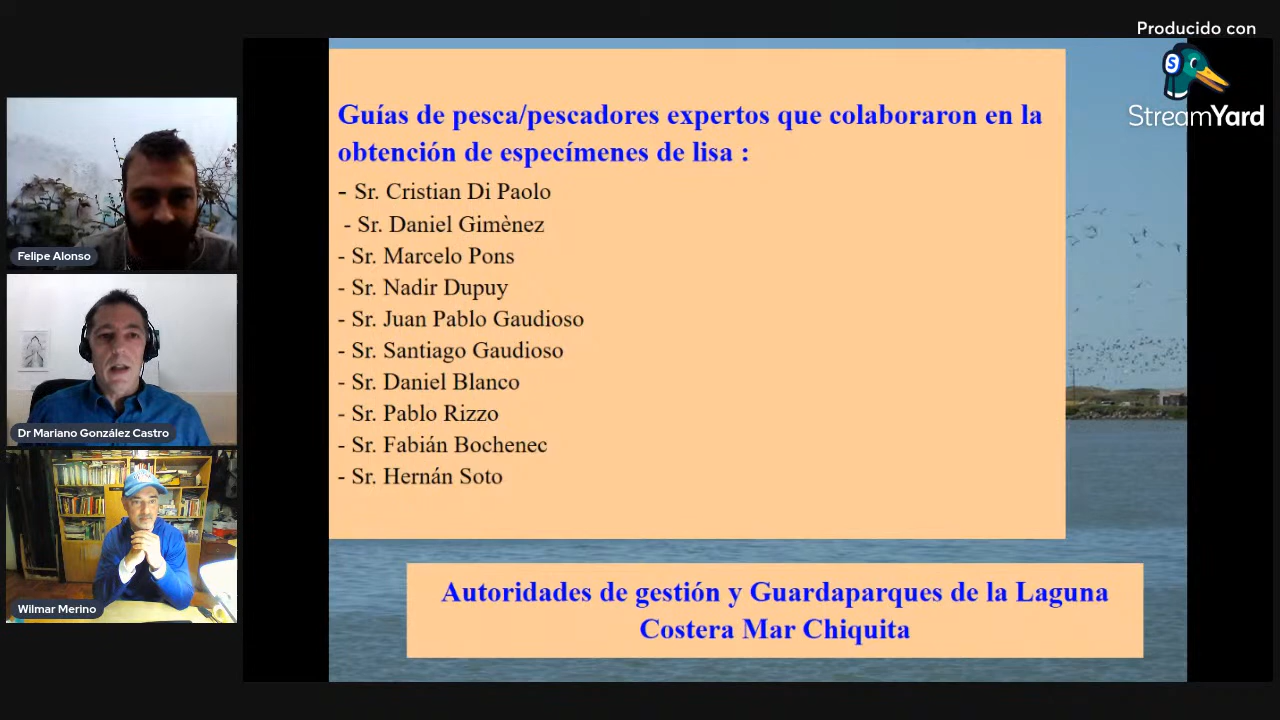 Producido con
StreamYard
Guías de pesca/pescadores expertos que colaboraron en la
obtención de especímenes de lisa :
- Sr. Cristian Di Paolo
- Sr. Daniel Gimènez
- Sr. Marcelo Pons
- Sr. Nadir Dupuy
- Sr. Juan Pablo Gaudioso
- Sr. Santiago Gaudioso
- Sr. Daniel Blanco
- Sr. Pablo Rizzo
- Sr. Fabián Bochenec
- Sr. Hernán Soto
Autoridades de gestión y Guardaparques de la Laguna
Costera Mar Chiquita
Felipe Alonso
Dr Mariano González Castro
Wilmar Merino